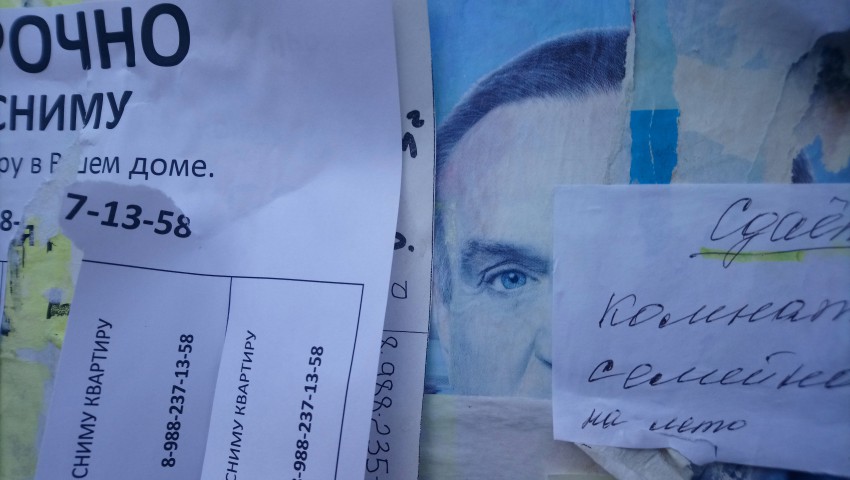 РОЧНО
СНИМУ
ру в Вашем доме.
8-
7-13-58
СНИМУ КВАРТИРУ
8-988-237-13-58
СНИМУ КВАРТИРУ
-988-237-13-58
8.988.235-
Сдаё
комнат
семейн
на лето